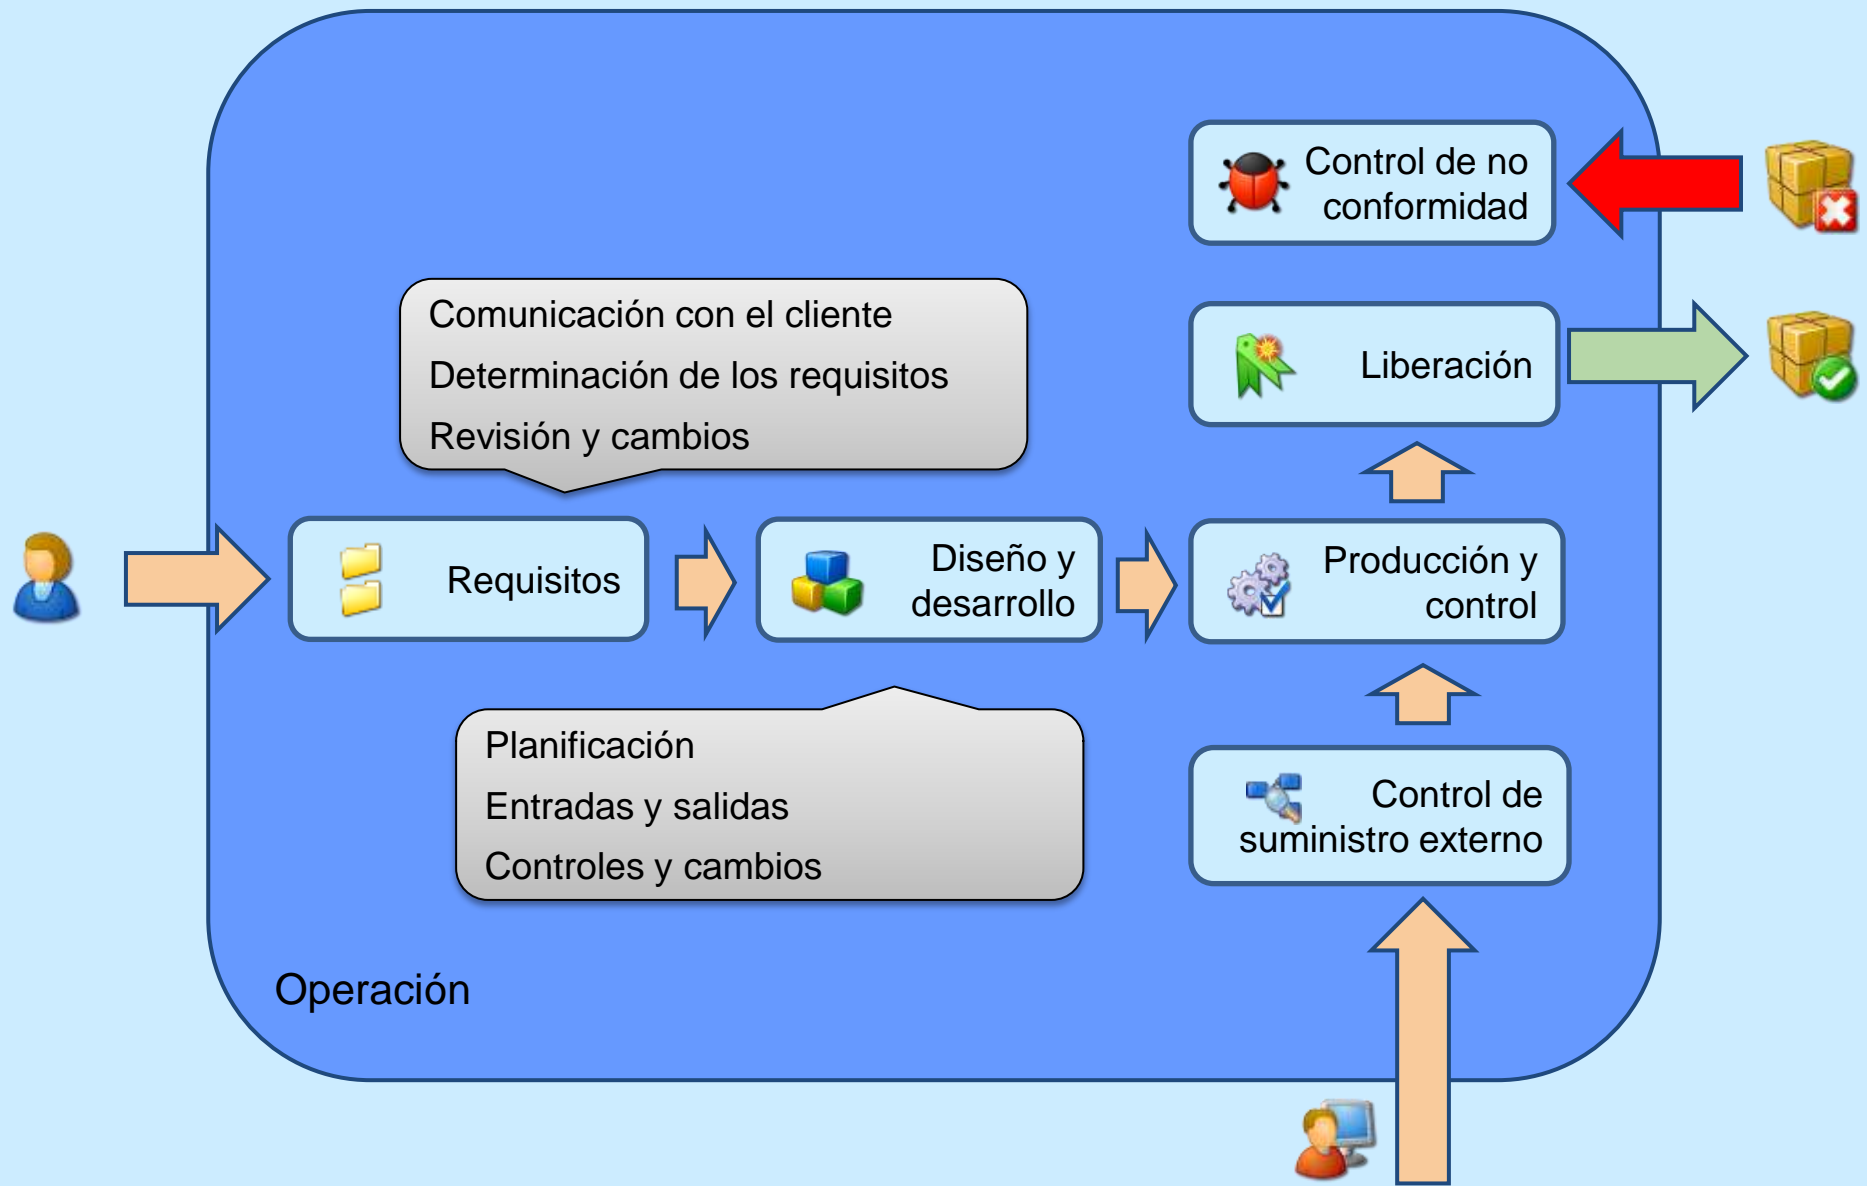 Control de no
conformidad
Comunicación con el cliente
Determinación de los requisitos
Revisión y cambios
Liberación
Requisitos
Diseño y
desarrollo
Producción y
control
Planificación
Entradas y salidas
Controles y cambios
Control de
suministro externo
Operación